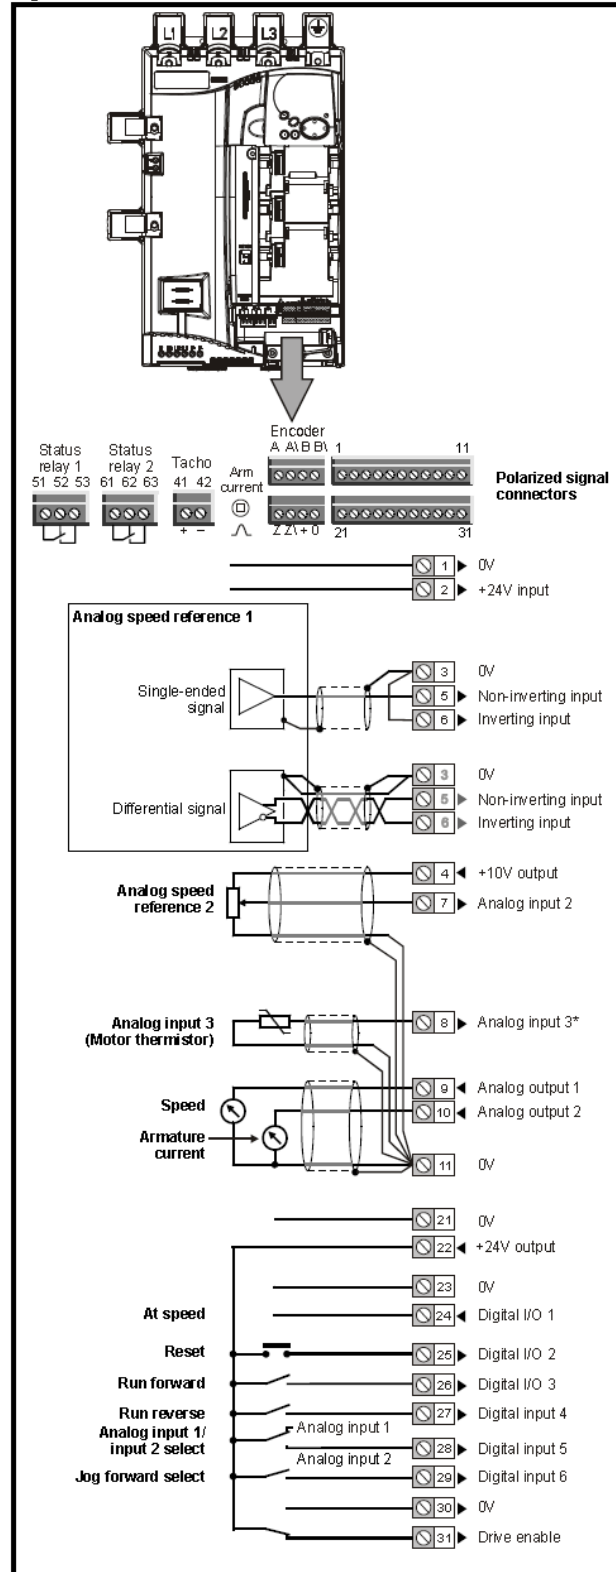 L1 L2 L3
Encoder
A A\ B B\ 1 11
Status relay 1
51 52 53
Status relay 2
61 62 63
Tacho
41 42
+ −
Arm current
Z Z\ + 0 21 31
Polarized signal connectors
1 0V
2 +24V input
Analog speed reference 1
Single-ended signal
3 0V
5 Non-inverting input
6 Inverting input
Differential signal
3 0V
5 Non-inverting input
6 Inverting input
Analog speed reference 2
4 +10V output
7 Analog input 2
Analog input 3
(Motor thermistor)
8 Analog input 3*
Speed
9 Analog output 1
10 Analog output 2
Armature current
11 0V
21 0V
22 +24V output
23 0V
At speed 24 Digital I/O 1
Reset 25 Digital I/O 2
Run forward 26 Digital I/O 3
Run reverse 27 Digital input 4
Analog input 1/
input 2 select
Analog input 1
28 Digital input 5
Analog input 2
Jog forward select 29 Digital input 6
30 0V
31 Drive enable